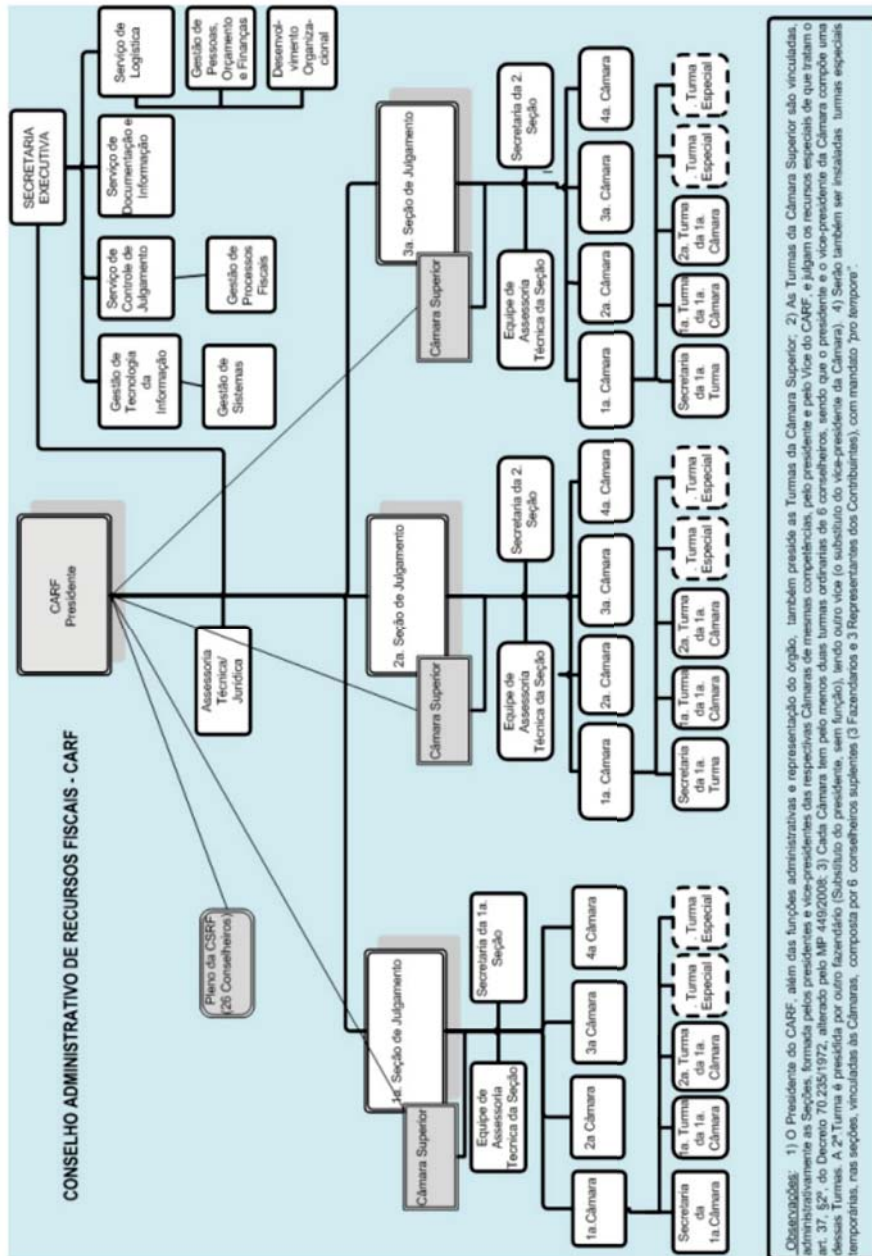 CONSELHO ADMINISTRATIVO DE RECURSOS FISCAIS - CARF
CARF
Presidente
SECRETARIA
EXECUTIVA
Gestão de
Tecnologia
da
Informação
Serviço de
Controle de
Julgamento
Serviço de
Documentação e
Informação
Serviço de
Logística
Gestão de
Sistemas
Gestão de
Processos
Fiscais
Gestão de
Pessoas,
Orçamento
e Finanças
Desenvol-
vimento
Organiza-
cional
Assessoria
Técnica/
Jurídica
Pleno da CSRF
(26 Conselheiros)
1a. Seção de Julgamento
Câmara Superior
Equipe de
Assessoria
Tecnica da Seção
Secretaria da 1a.
Seção
1a.Câmara
2a Câmara
3a Câmara
4a Câmara
Secretaria
da
1a.Câmara
1a. Turma
da 1a.
Câmara
2a. Turma
da 1a.
Câmara
. Turma
Especial
. Turma
Especial
2a. Seção de Julgamento
Câmara Superior
Equipe de
Assessoria
Técnica da Seção
Secretaria da 2.
Seção
1a. Câmara
2a. Câmara
3a. Câmara
4a. Câmara
Secretaria
da 1a.
Turma
1a. Turma
da 1a.
Câmara
2a. Turma
da 1a.
Câmara
. Turma
Especial
. Turma
Especial
3a. Seção de Julgamento
Câmara Superior
Equipe de
Assessoria
Técnica da Seção
Secretaria da 2.
Seção
1a. Câmara
2a. Câmara
3a. Câmara
4a. Câmara
Secretaria
da 1a.
Turma
1a. Turma
da 1a.
Câmara
2a. Turma
da 1a.
Câmara
. Turma
Especial
. Turma
Especial
Observações: 1) O Presidente do CARF, além das funções administrativas e representação do órgão, também preside as Turmas da Câmara Superior; 2) As Turmas da Câmara Superior são vinculadas,
administrativamente as Seções, formada pelos presidentes e vice-presidentes das respectivas Câmaras de mesmas competências, pelo presidente e pelo Vice do CARF, e julgam os recursos especiais de que tratam o
art. 37, §2º, do Decreto 70.235/1972, alterado pelo MP 449/2008; 3) Cada Câmara tem pelo menos duas turmas ordinarias de 6 conselheiros, sendo que o presidente e o vice-presidente da Câmara compõe uma
dessas Turmas. A 2ª Turma é presidida por outro fazendário (Substituto do presidente, sem função), tendo outro vice (o substituto do vice-presidente da Câmara). 4) Serão também ser instaladas turmas especiais
temporárias, nas seções, vinculadas às Câmaras, composta por 6 conselheiros suplentes (3 Fazendarios e 3 Representantes dos Contribuintes), com mandato "pro tempore".